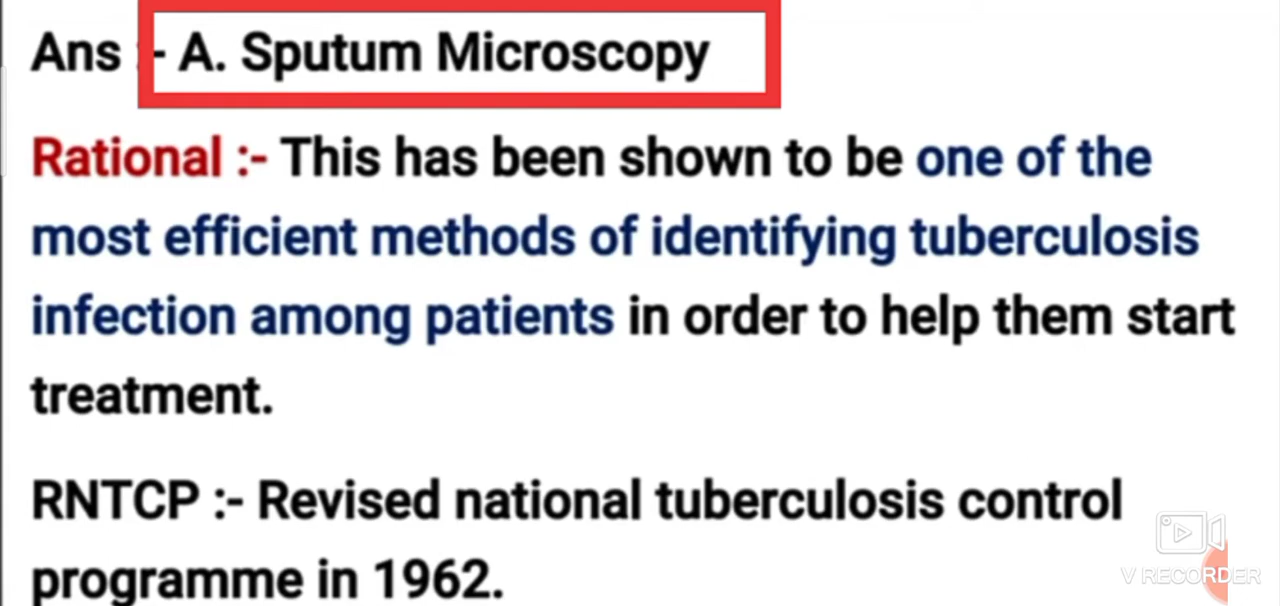 Ans :- A. Sputum Microscopy
Rational :- This has been shown to be one of the
most efficient methods of identifying tuberculosis
infection among patients in order to help them start
treatment.
RNTCP :- Revised national tuberculosis control
programme in 1962.
V RECORDER